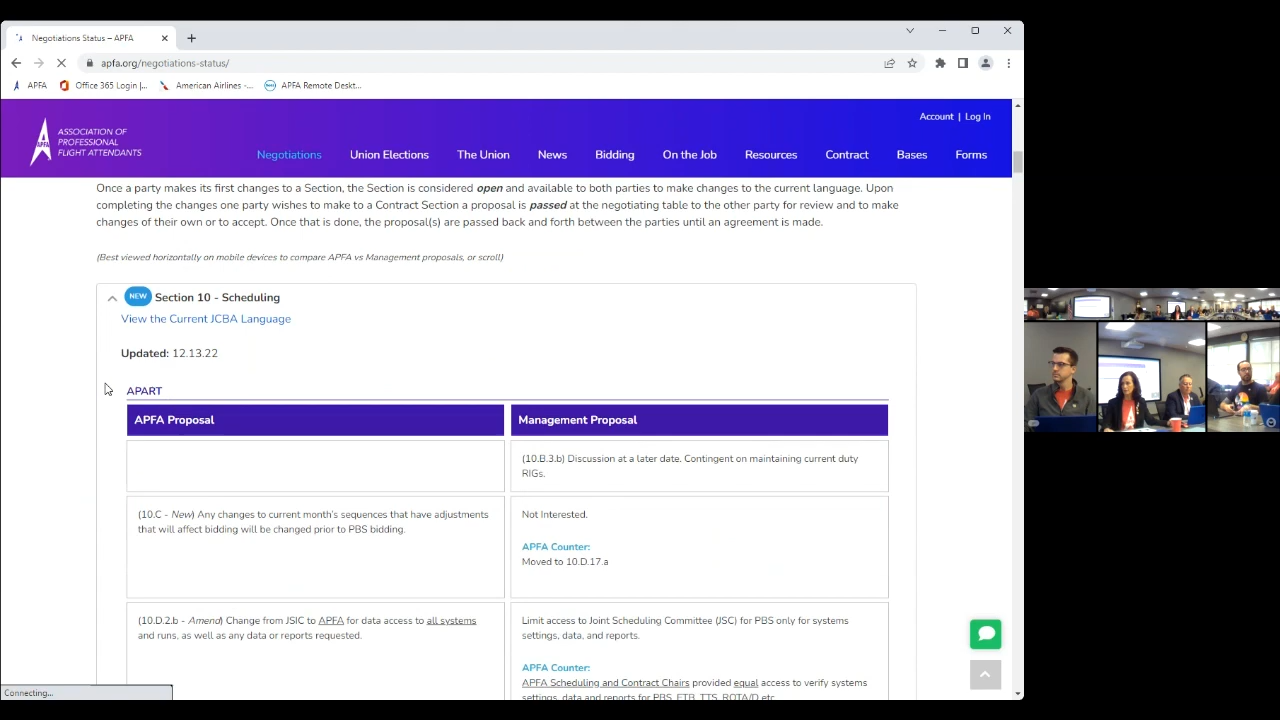 Negotiations Status – APFA
apfa.org/negotiations-status/
APFA
Office 365 Login |...
American Airlines -...
APFA Remote Deskt...
Account | Log In
ASSOCIATION OF
PROFESSIONAL
FLIGHT ATTENDANTS
APFA
Negotiations
Union Elections
The Union
News
Bidding
On the Job
Resources
Contract
Bases
Forms
Once a party makes its first changes to a Section, the Section is considered open and available to both parties to make changes to the current language. Upon
completing the changes one party wishes to make to a Contract Section a proposal is passed at the negotiating table to the other party for review and to make
changes of their own or to accept. Once that is done, the proposal(s) are passed back and forth between the parties until an agreement is made.
(Best viewed horizontally on mobile devices to compare APFA vs Management proposals, or scroll)
NEW Section 10 - Scheduling
View the Current JCBA Language
Updated: 12.13.22
APART
APFA Proposal
Management Proposal
(10.B.3.b) Discussion at a later date. Contingent on maintaining current duty
RIGs.
(10.C - New) Any changes to current month's sequences that have adjustments
that will affect bidding will be changed prior to PBS bidding.
Not Interested.
APFA Counter:
Moved to 10.D.17.a
(10.D.2.b - Amend) Change from JSIC to APFA for data access to all systems
and runs, as well as any data or reports requested.
Limit access to Joint Scheduling Committee (JSC) for PBS only for systems
settings, data, and reports.
APFA Counter:
APFA Scheduling and Contract Chairs provided equal access to verify systems
settings, data and reports for PBS, ETB, TTS, ROTA/D etc
Connecting...